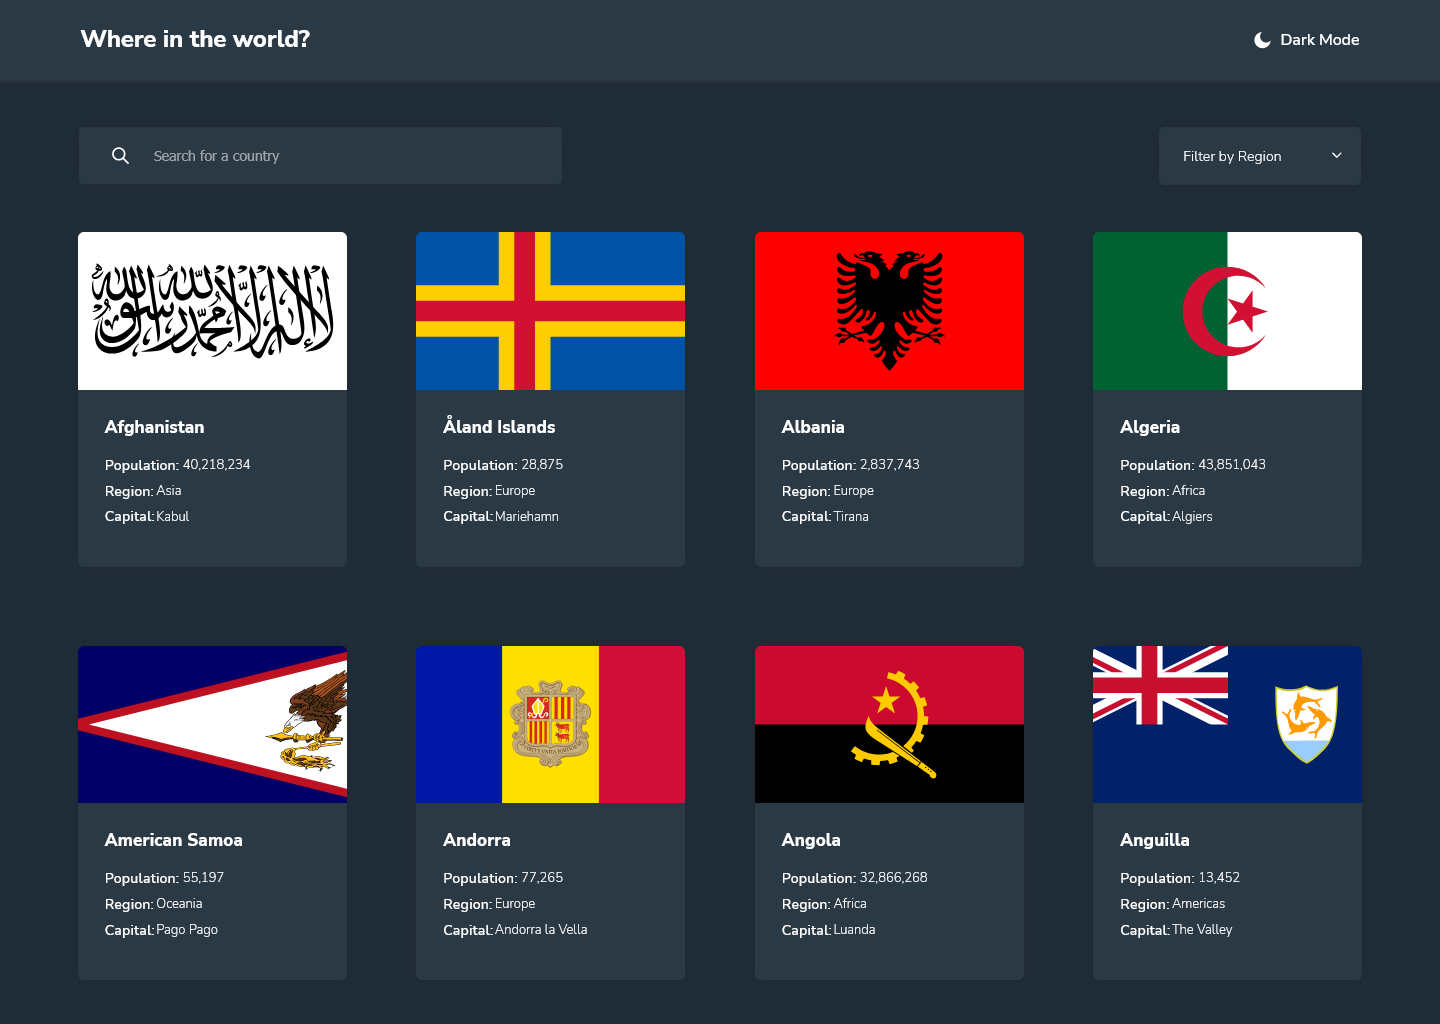 Where in the world?
Dark Mode
Search for a country
Filter by Region
لا إله إلا الله محمد رسول الله
Afghanistan
Population: 40,218,234
Region: Asia
Capital: Kabul
Åland Islands
Population: 28,875
Region: Europe
Capital: Mariehamn
Albania
Population: 2,837,743
Region: Europe
Capital: Tirana
Algeria
Population: 43,851,043
Region: Africa
Capital: Algiers
American Samoa
Population: 55,197
Region: Oceania
Capital: Pago Pago
Andorra
Population: 77,265
Region: Europe
Capital: Andorra la Vella
Angola
Population: 32,866,268
Region: Africa
Capital: Luanda
Anguilla
Population: 13,452
Region: Americas
Capital: The Valley